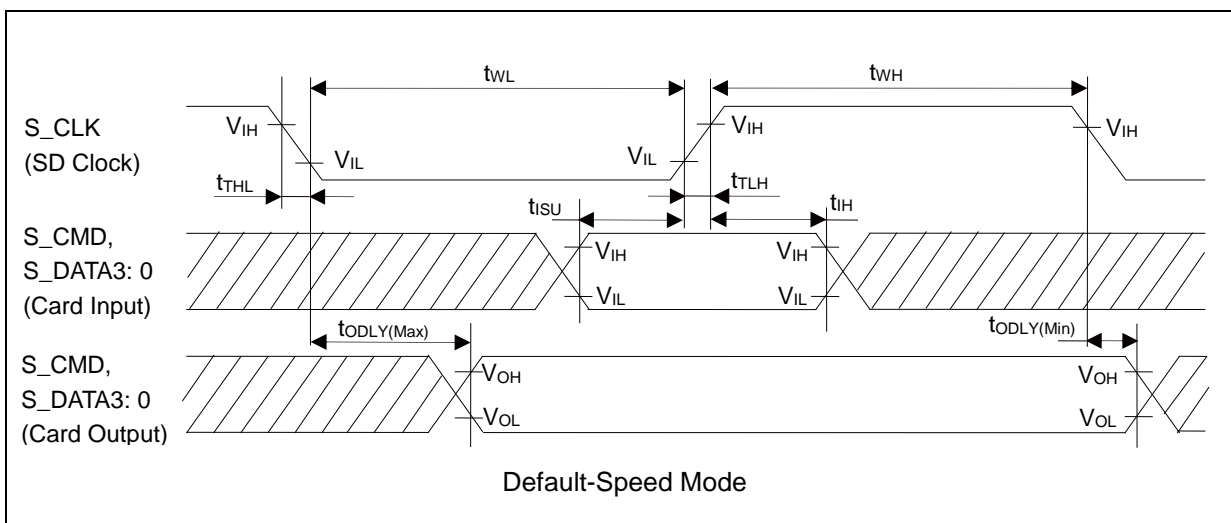 tWL
tWH
S_CLK
(SD Clock)
VIH
VIL
VIL
VIH
VIH
tTHL
tTLH
tISU
tIH
S_CMD,
S_DATA3: 0
(Card Input)
VIH
VIL
VIH
VIL
tODLY(Max)
tODLY(Min)
S_CMD,
S_DATA3: 0
(Card Output)
VOH
VOL
VOH
VOL
Default-Speed Mode